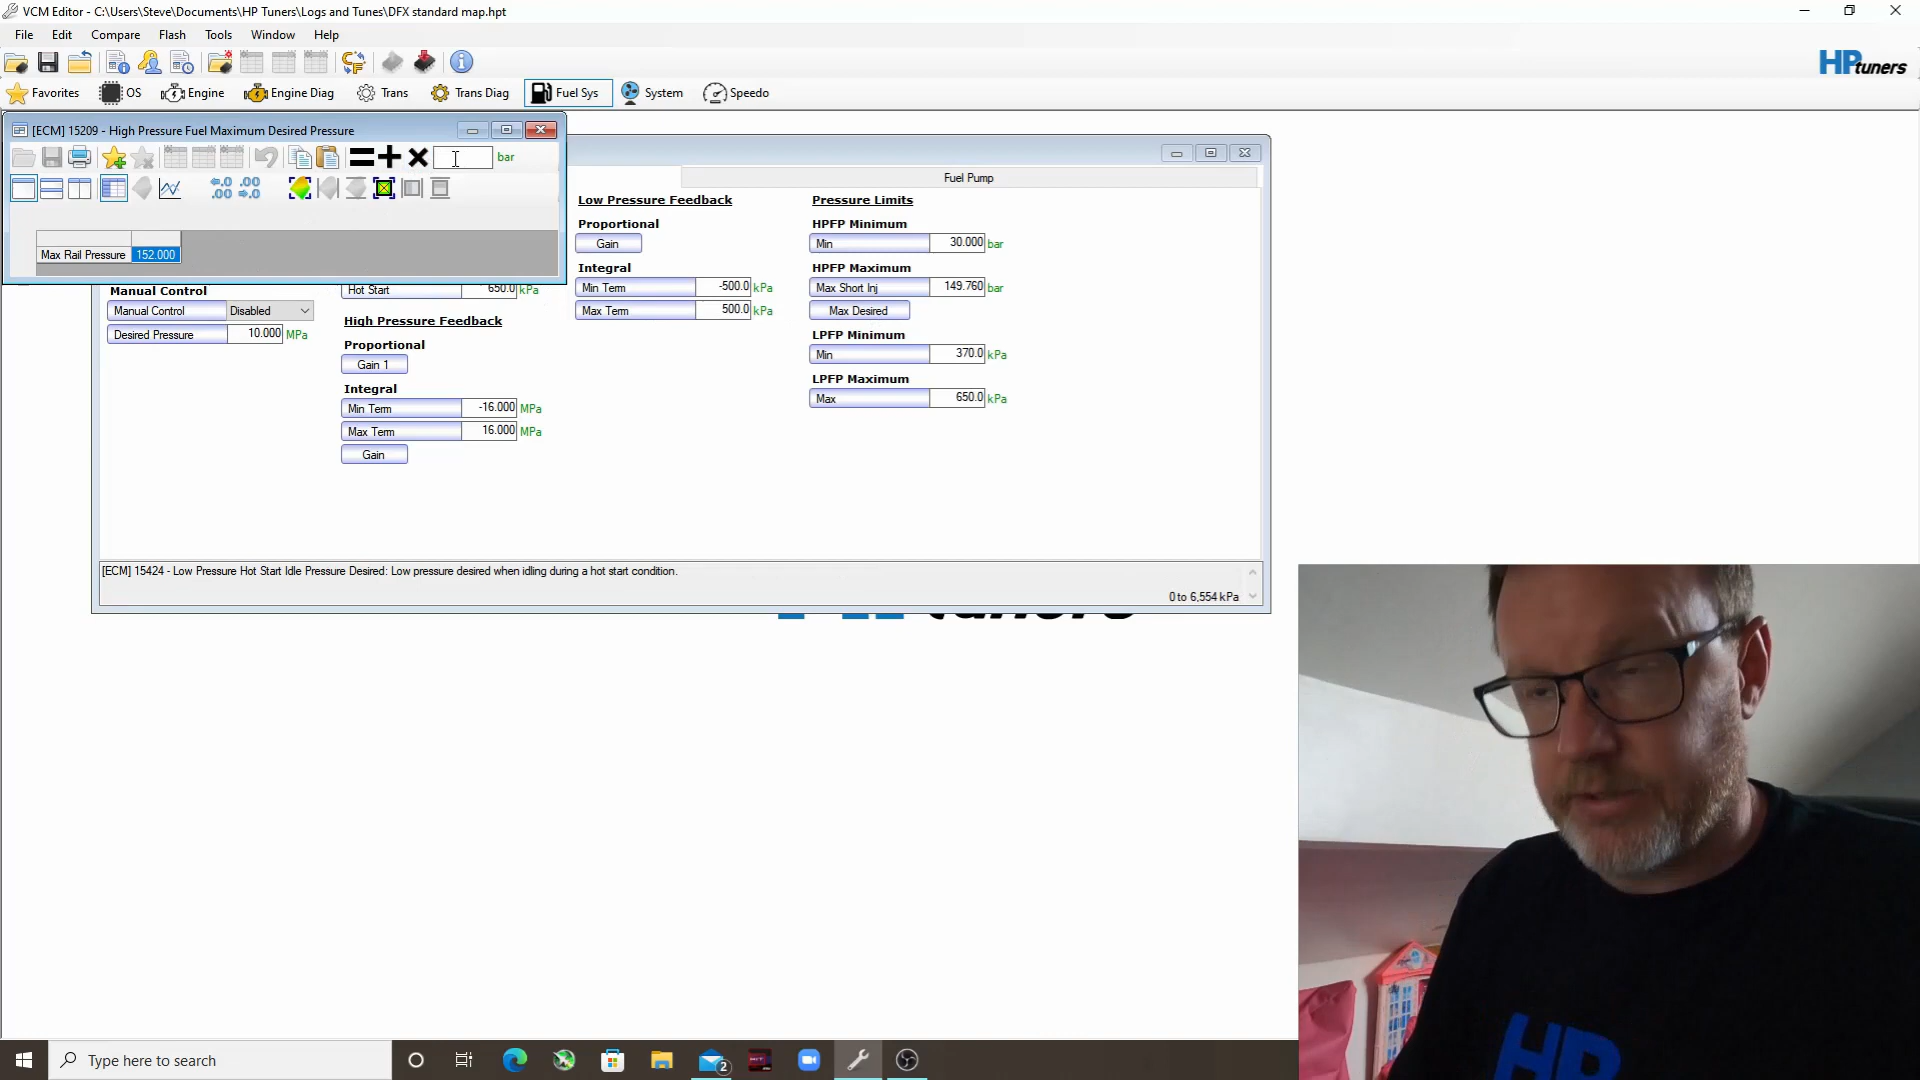 VCM Editor - C:\Users\Steve\Documents\HP Tuners\Logs and Tunes\DFX standard map.hpt
File Edit Compare Flash Tools Window Help
HPtuners
Favorites OS Engine Engine Diag Trans Trans Diag Fuel Sys System Speedo
[ECM] 15209 - High Pressure Fuel Maximum Desired Pressure
bar
Max Rail Pressure 152.000
Fuel Pump
Manual Control
Manual Control Disabled
Desired Pressure 10.000 MPa
Hot Start 650.0 kPa
High Pressure Feedback
Proportional
Gain 1
Integral
Min Term -16.000 MPa
Max Term 16.000 MPa
Gain
Low Pressure Feedback
Proportional
Gain
Integral
Min Term -500.0 kPa
Max Term 500.0 kPa
Pressure Limits
HPFP Minimum
Min 30.000 bar
HPFP Maximum
Max Short Inj 149.760 bar
Max Desired
LPFP Minimum
Min 370.0 kPa
LPFP Maximum
Max 650.0 kPa
[ECM] 15424 - Low Pressure Hot Start Idle Pressure Desired: Low pressure desired when idling during a hot start condition.
0 to 6,554 kPa
HP
Type here to search
2